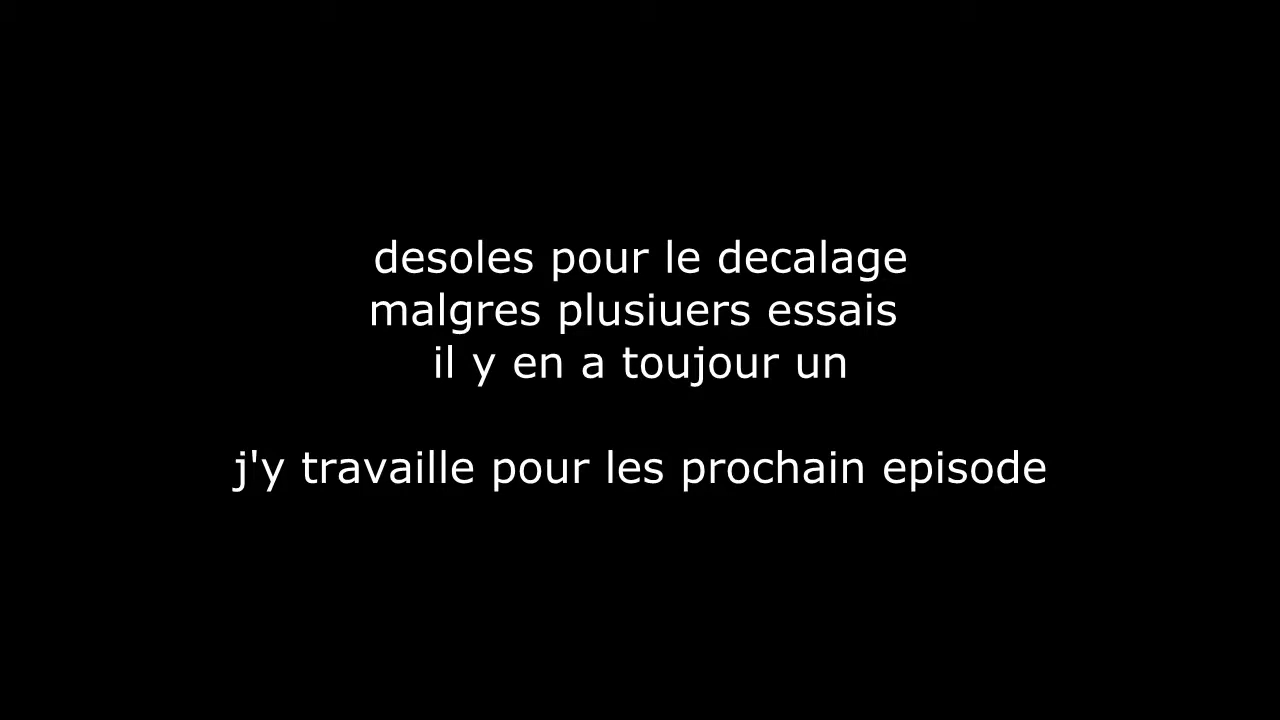 desoles pour le decalage
malgres plusiuers essais
il y en a toujour un
j'y travaille pour les prochain episode